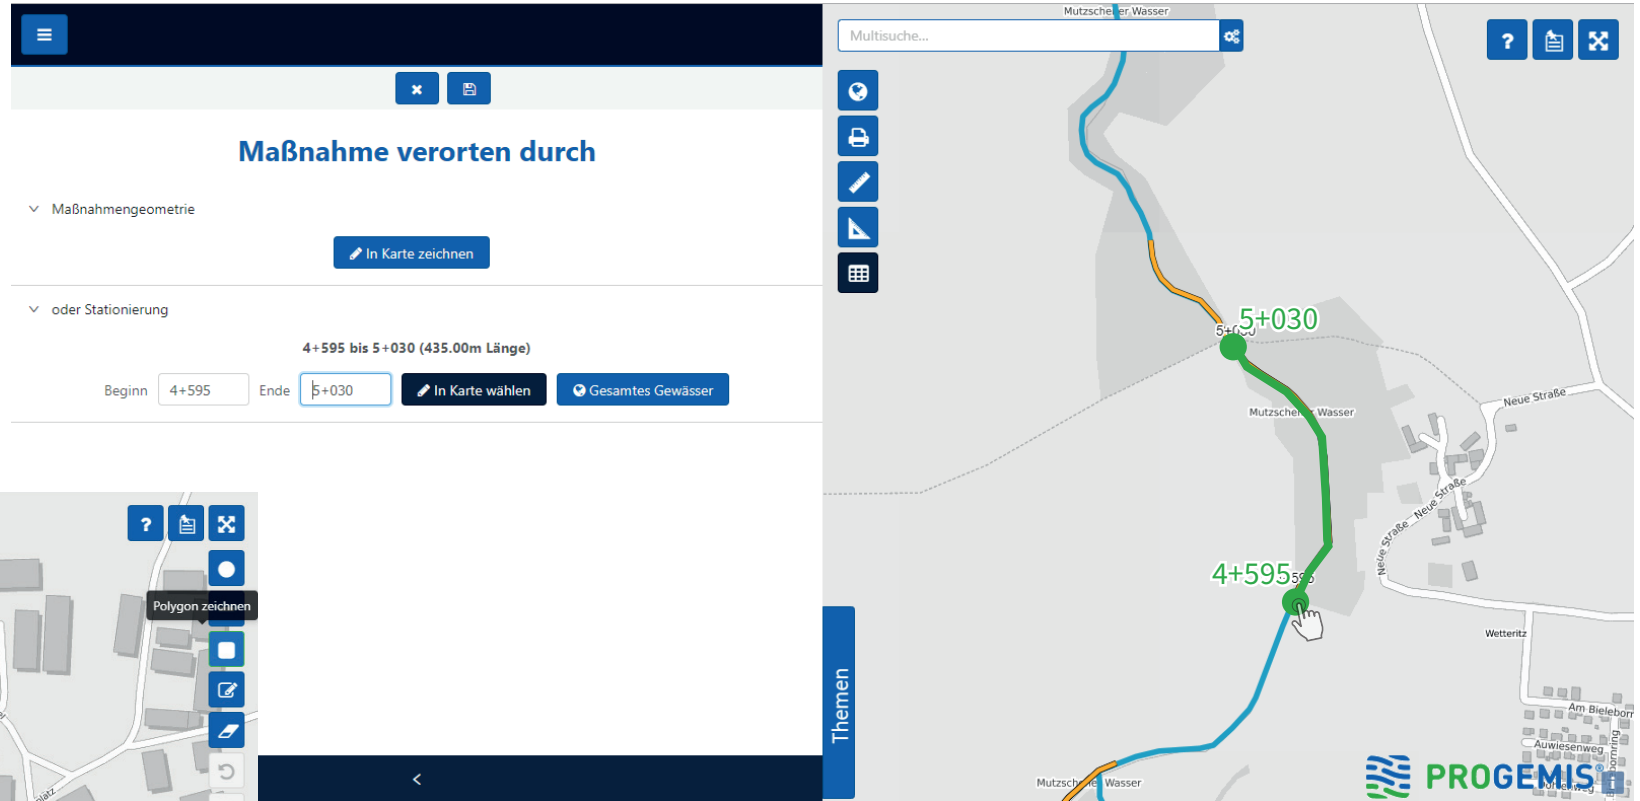 Mutzschener Wasser
Multisuche...
?
Maßnahme verorten durch
Maßnahmengeometrie
In Karte zeichnen
oder Stationierung
4+595 bis 5+030 (435.00m Länge)
Beginn 4+595 Ende 5+030 In Karte wählen Gesamtes Gewässer
5+030
Mutzschener Wasser
Neue Straße
Neue Straße
Neue Straße
4+595
Wetteritz
?
Polygon zeichnen
Themen
Am Bieleborn
Auwiesenweg
Mutzschener Wasser
PROGEMIS®
i
<